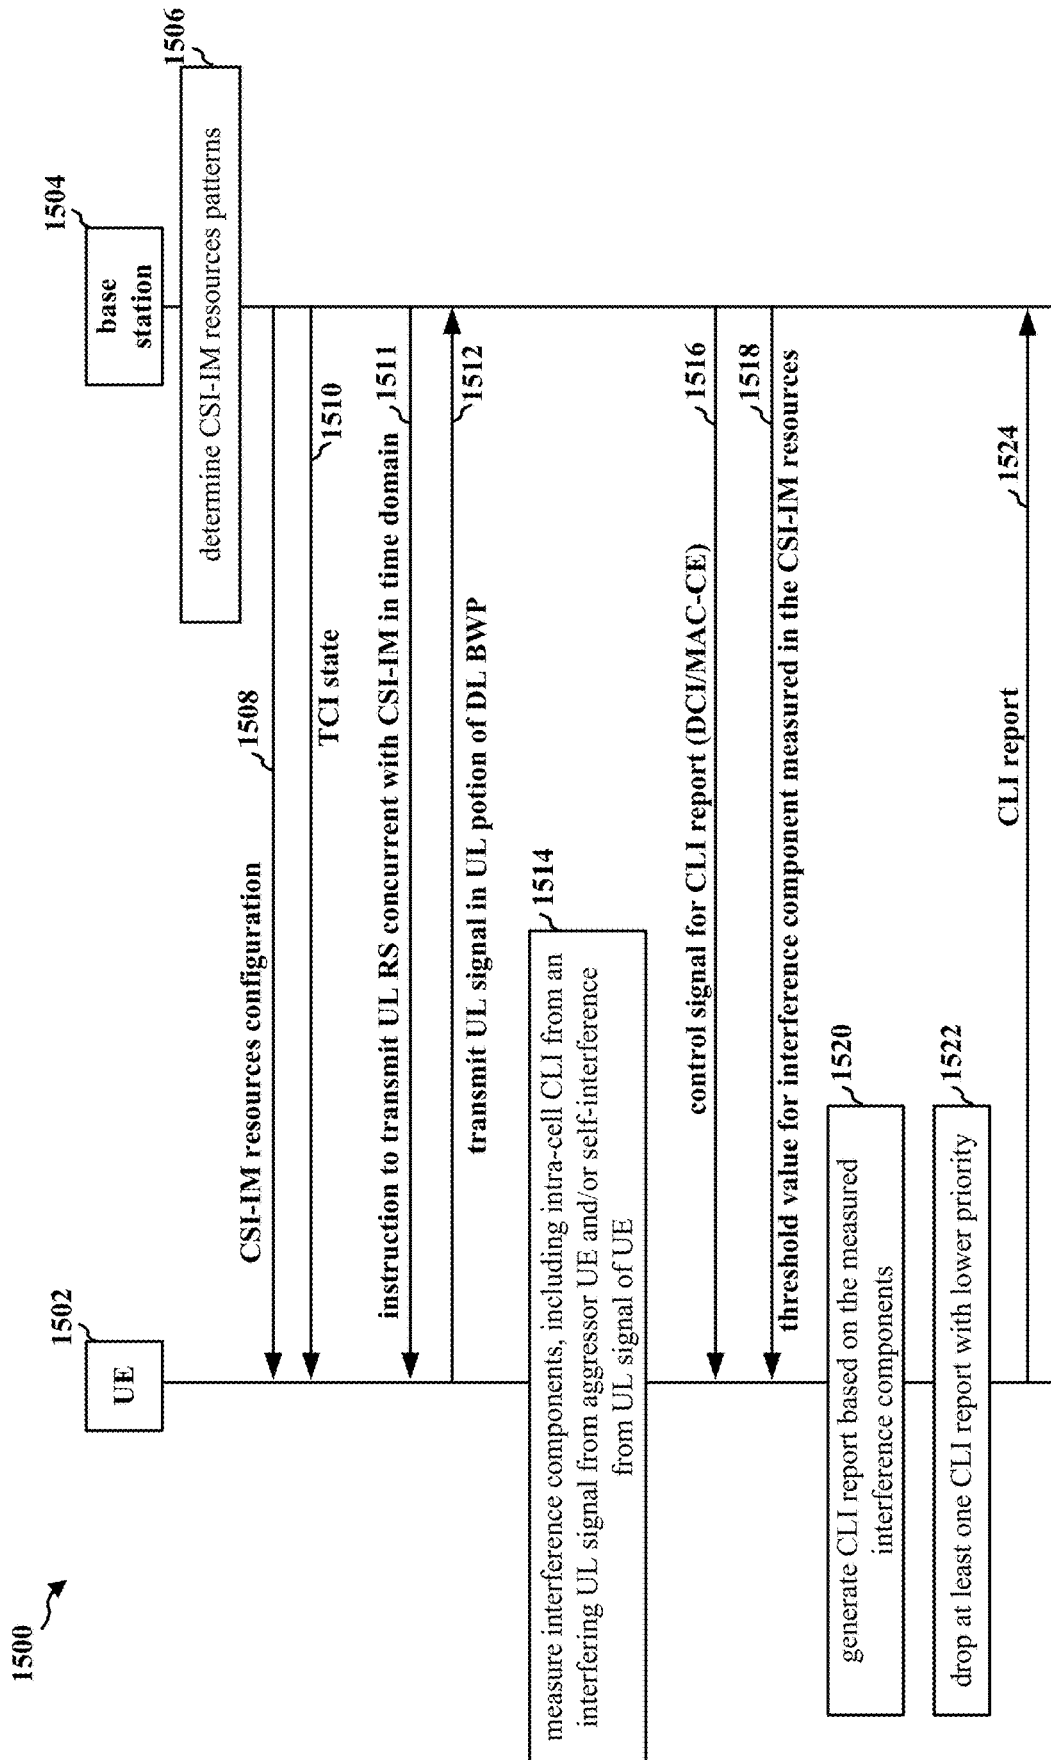 1500
1502
UE
1504
base
station
1506
determine CSI-IM resources patterns
1508
CSI-IM resources configuration
1510
TCI state
1511
instruction to transmit UL RS concurrent with CSI-IM in time domain
1512
transmit UL signal in UL potion of DL BWP
1514
measure interference components, including intra-cell CLI from an
interfering UL signal from aggressor UE and/or self-interference
from UL signal of UE
1516
control signal for CLI report (DCI/MAC-CE)
1518
threshold value for interference component measured in the CSI-IM resources
1520
generate CLI report based on the measured
interference components
1522
drop at least one CLI report with lower priority
1524
CLI report